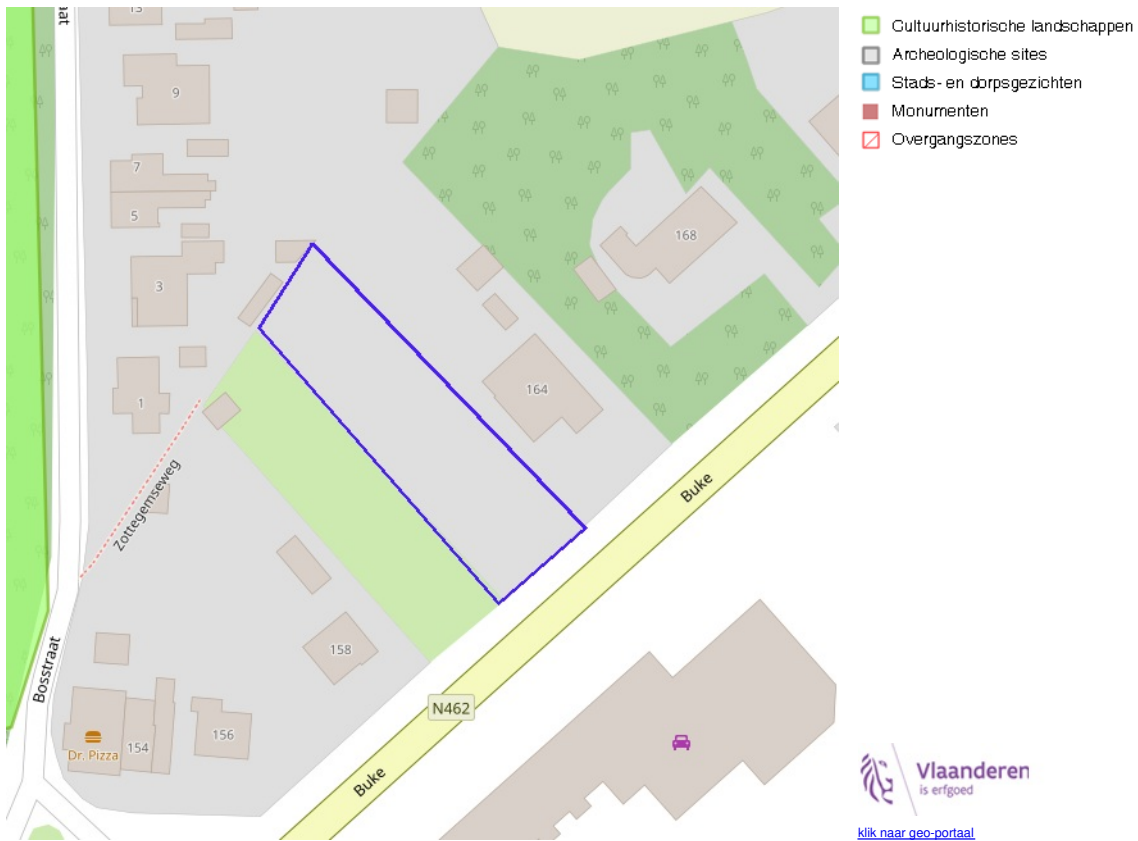 aat
13
9
7
5
3
1
168
164
Zottegemseweg
Buke
158
Bosstraat
N462
156
154
Dr. Pizza
Buke
Cultuurhistorische landschappen
Archeologische sites
Stads- en dorpsgezichten
Monumenten
Overgangszones
Vlaanderen
is erfgoed
klik naar geo-portaal